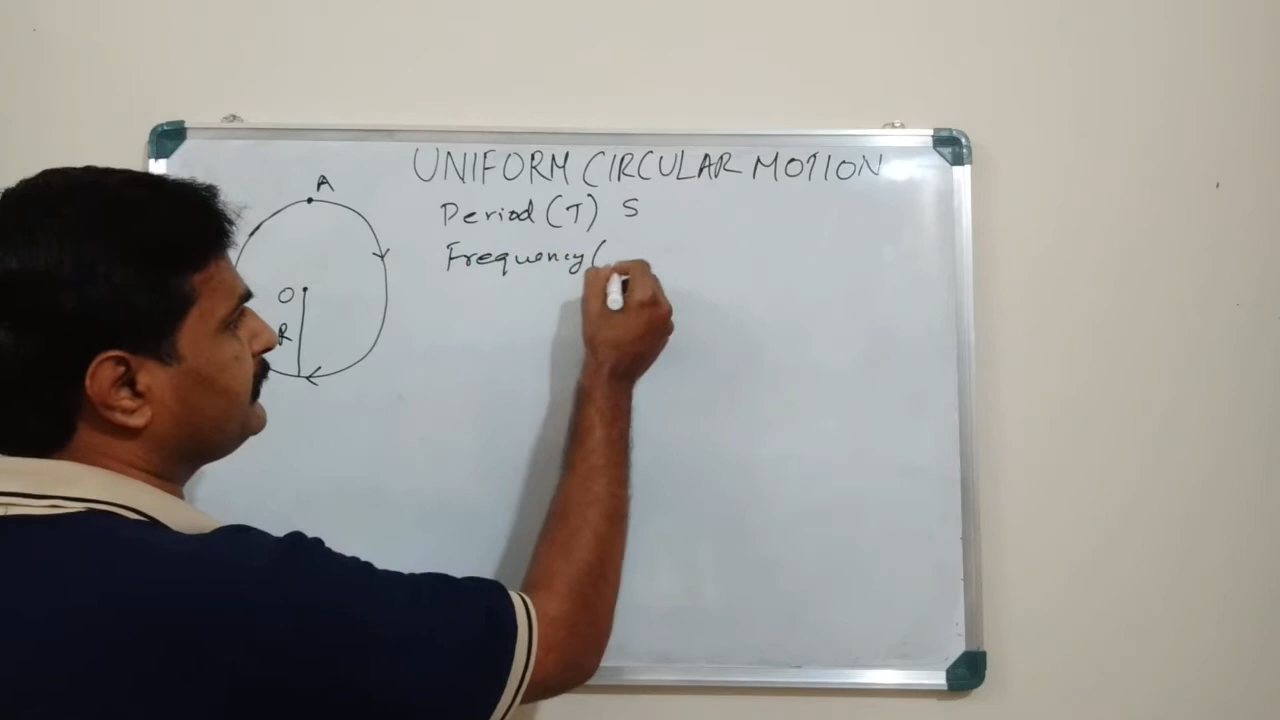 UNIFORM CIRCULAR MOTION
A
Period (T) S
Frequency (
O
R